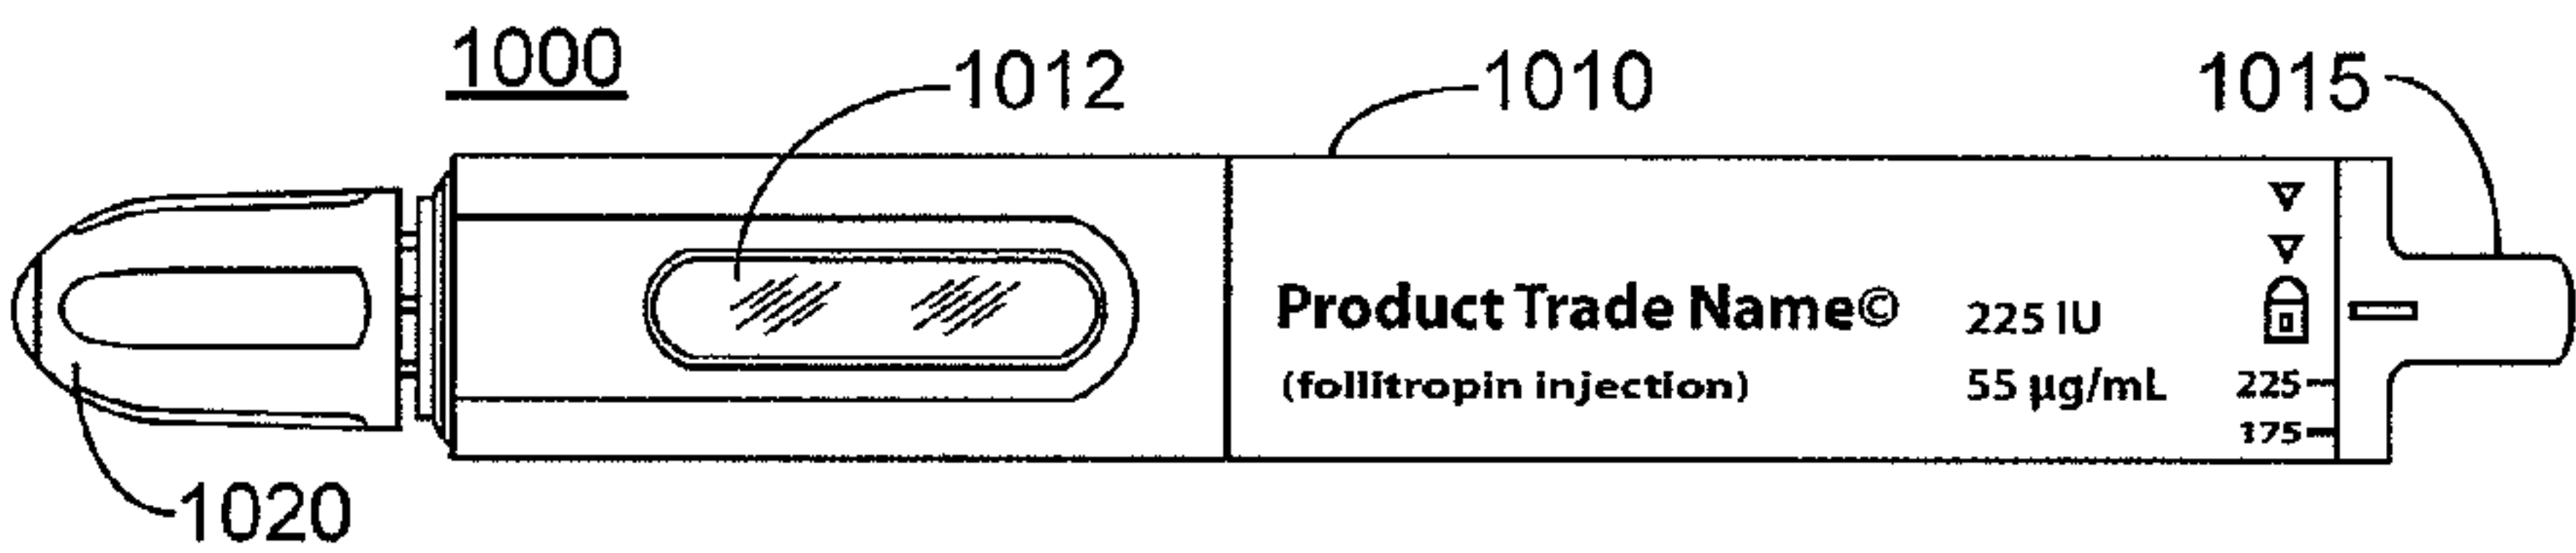 1000
1012
1010
1015
Product Trade Name©
225 IU
(follitropin injection)
55 µg/mL
225
175
1020